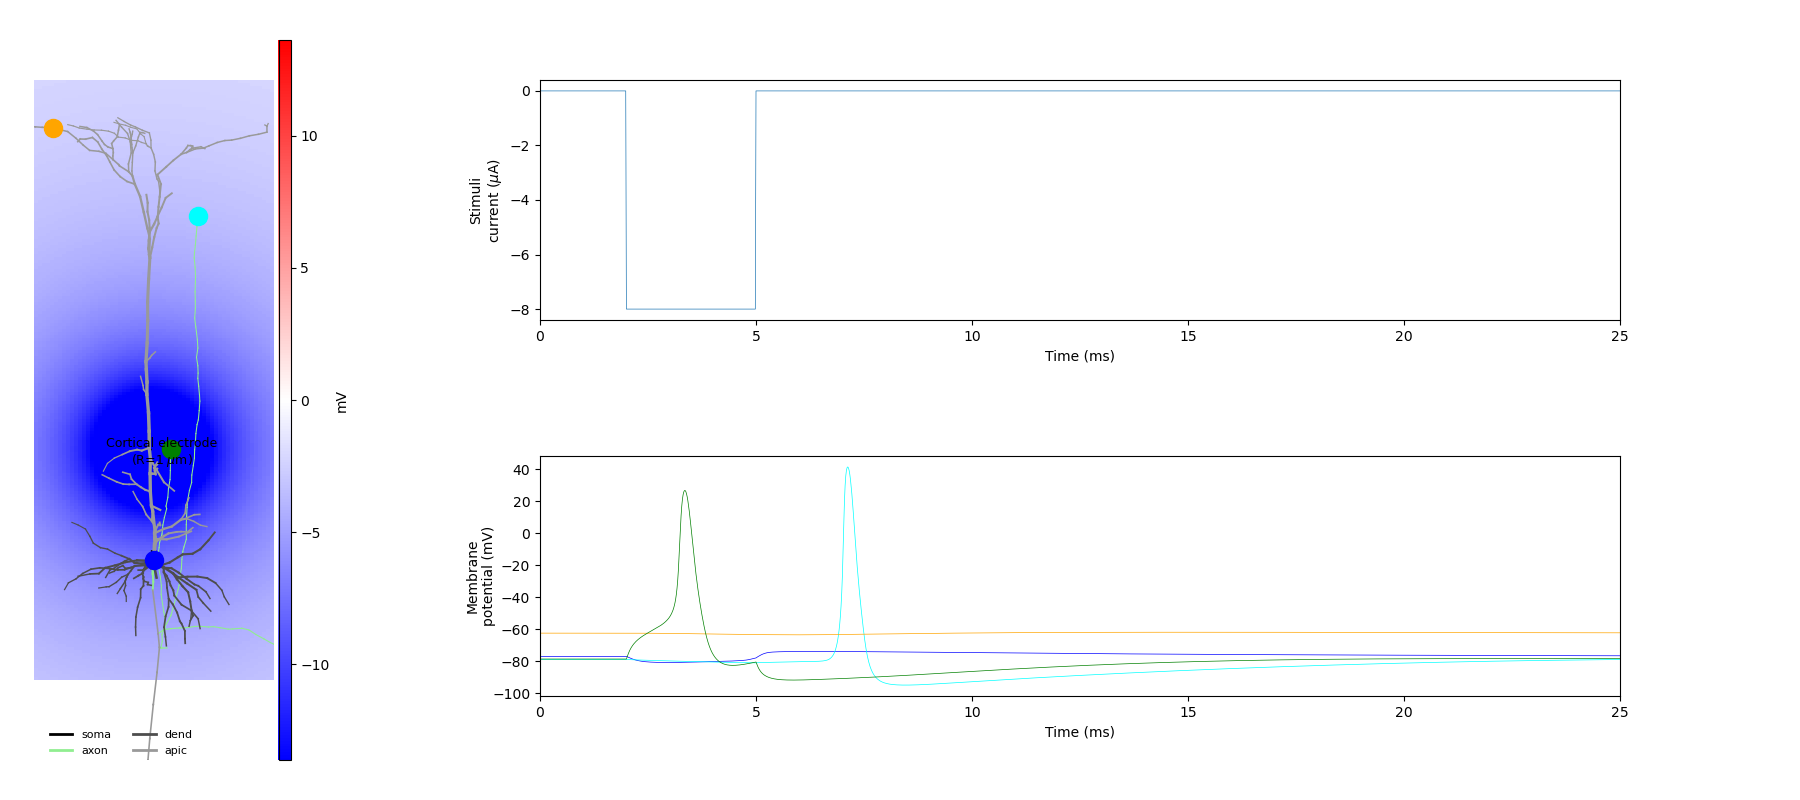 10
5
0
−5
−10
mV
Cortical electrode
soma
axon
dend
apic
0
−2
−4
−6
−8
Stimuli
current (μA)
0
5
10
15
20
25
Time (ms)
40
20
0
−20
−40
−60
−80
−100
Membrane
potential (mV)
0
5
10
15
20
25
Time (ms)